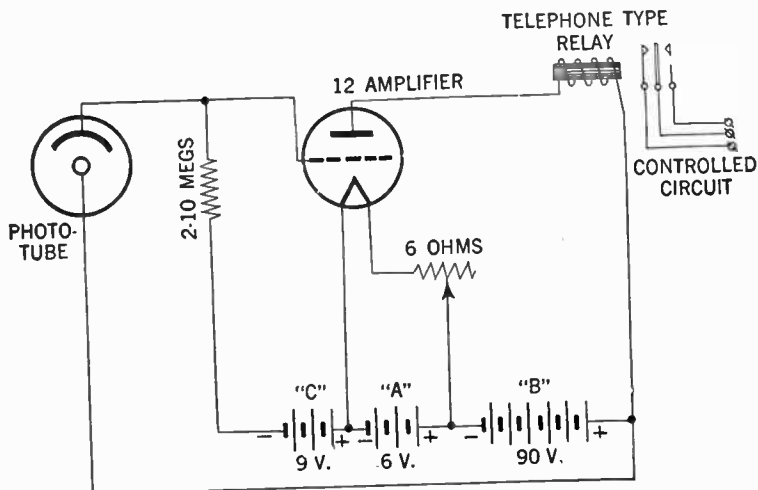 TELEPHONE TYPE
RELAY
12 AMPLIFIER
CONTROLLED
CIRCUIT
PHOTO-
TUBE
2-10 MEGS
6 OHMS
"C" "A" "B"
- + - + - +
9 V. 6 V. 90 V.